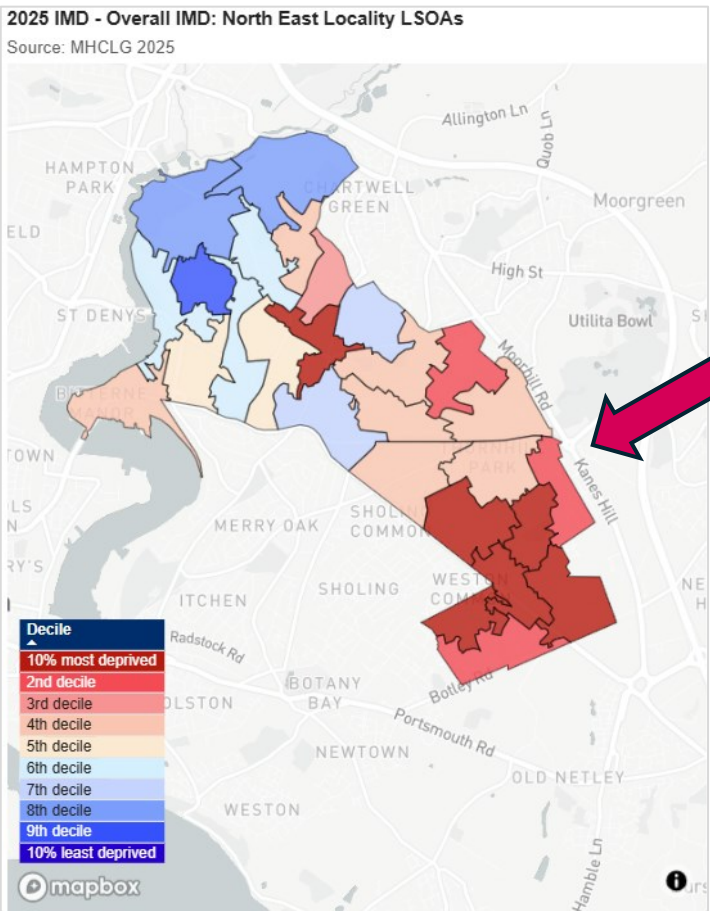 2025 IMD - Overall IMD: North East Locality LSOAs
Source: MHCLG 2025
Allington Ln
Quob Ln
HAMPTON
PARK
CHARTWELL
GREEN
Moorgreen
High St
ST DENYS
Utilita Bowl
Moorhill Rd
BITTERNE
MANOR
THORNHILL
PARK
Kanes Hill
SHOLING
COMMON
MERRY OAK
SHOLING
WESTON
COMMON
ITCHEN
Radstock Rd
BOTANY
BAY
Botley Rd
Portsmouth Rd
NEWTOWN
OLD NETLEY
WESTON
Hamble Ln
Decile
10% most deprived
2nd decile
3rd decile
4th decile
5th decile
6th decile
7th decile
8th decile
9th decile
10% least deprived
mapbox
i